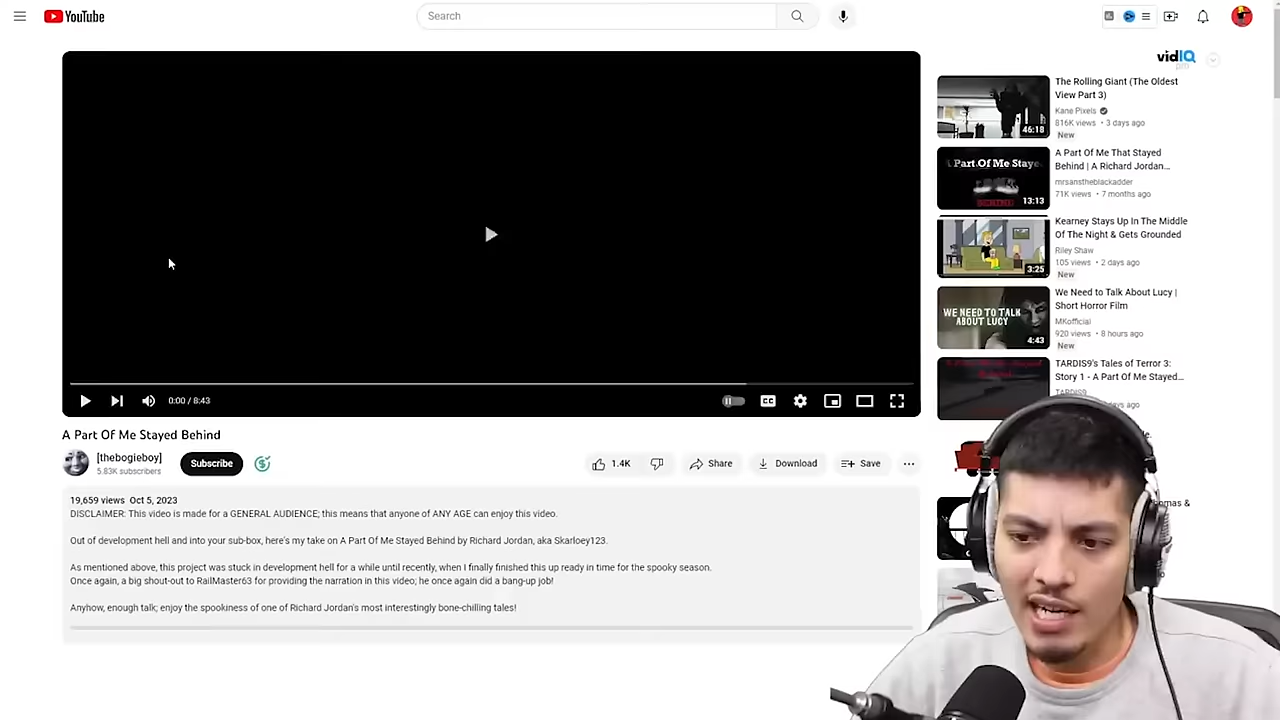 YouTube
Search
vidIQ
0:00 / 8:43
CC
A Part Of Me Stayed Behind
[thebogieboy]
5.83K subscribers
Subscribe
1.4K
Share
Download
Save
19,659 views Oct 5, 2023
DISCLAIMER: This video is made for a GENERAL AUDIENCE; this means that anyone of ANY AGE can enjoy this video.
Out of development hell and into your sub-box, here's my take on A Part Of Me Stayed Behind by Richard Jordan, aka Skarloey123.
As mentioned above, this project was stuck in development hell for a while until recently, when I finally finished this up ready in time for the spooky season.
Once again, a big shout-out to RailMaster63 for providing the narration in this video; he once again did a bang-up job!
Anyhow, enough talk; enjoy the spookiness of one of Richard Jordan's most interestingly bone-chilling tales!
46:18
The Rolling Giant (The Oldest
View Part 3)
Kane Pixels
816K views • 3 days ago
New
Part Of Me Staye
13:13
A Part Of Me That Stayed
Behind | A Richard Jordan...
mrsanstheblackadder
71K views • 7 months ago
3:25
Kearney Stays Up In The Middle
Of The Night & Gets Grounded
Riley Shaw
105 views • 2 days ago
New
WE NEED TO TALK
ABOUT LUCY
4:43
We Need to Talk About Lucy |
Short Horror Film
MKofficial
920 views • 8 hours ago
New
TARDIS9's Tales of Terror 3:
Story 1 - A Part Of Me Stayed...
TARDIS9
days ago